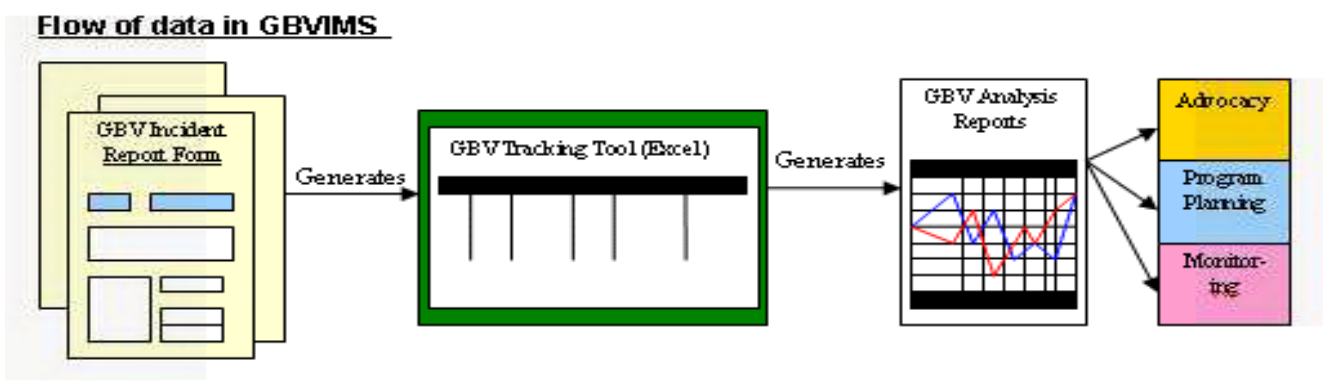 Flow of data in GBVIMS
GBV Incident
Report Form
Generates
GBV Tracking Tool (Excel)
Generates
GBV Analysis
Reports
Advocacy
Program
Planning
Monitor-
ing